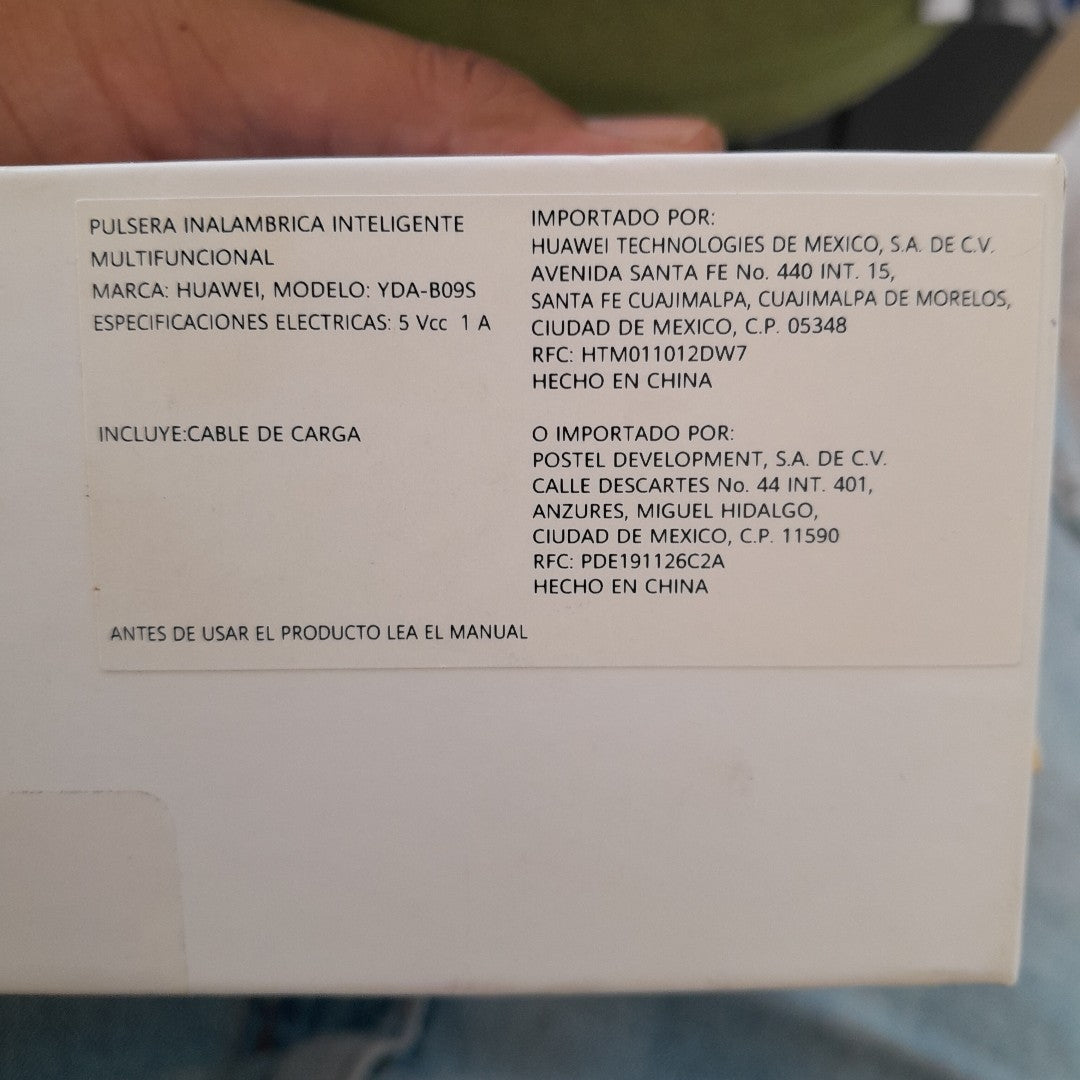 PULSERA INALAMBRICA INTELIGENTE
MULTIFUNCIONAL
MARCA: HUAWEI, MODELO: YDA-B09S
ESPECIFICACIONES ELECTRICAS: 5 Vcc 1 A
INCLUYE:CABLE DE CARGA
ANTES DE USAR EL PRODUCTO LEA EL MANUAL
IMPORTADO POR:
HUAWEI TECHNOLOGIES DE MEXICO, S.A. DE C.V.
AVENIDA SANTA FE No. 440 INT. 15,
SANTA FE CUAJIMALPA, CUAJIMALPA DE MORELOS,
CIUDAD DE MEXICO, C.P. 05348
RFC: HTM011012DW7
HECHO EN CHINA
O IMPORTADO POR:
POSTEL DEVELOPMENT, S.A. DE C.V.
CALLE DESCARTES No. 44 INT. 401,
ANZURES, MIGUEL HIDALGO,
CIUDAD DE MEXICO, C.P. 11590
RFC: PDE191126C2A
HECHO EN CHINA